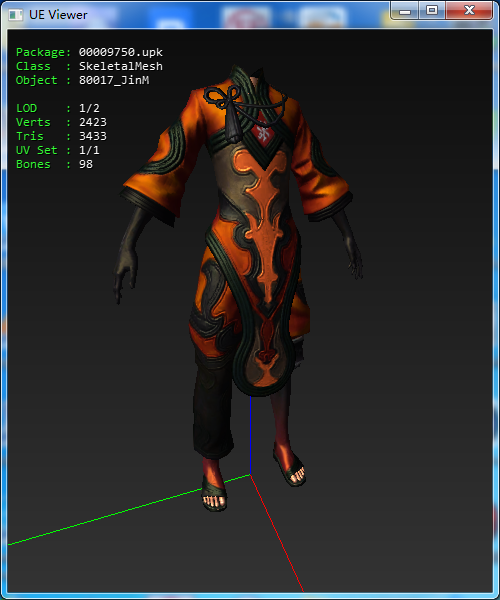 UE Viewer
Package: 00009750.upk
Class : SkeletalMesh
Object : 80017_JinM
LOD : 1/2
Verts : 2423
Tris : 3433
UV Set : 1/1
Bones : 98